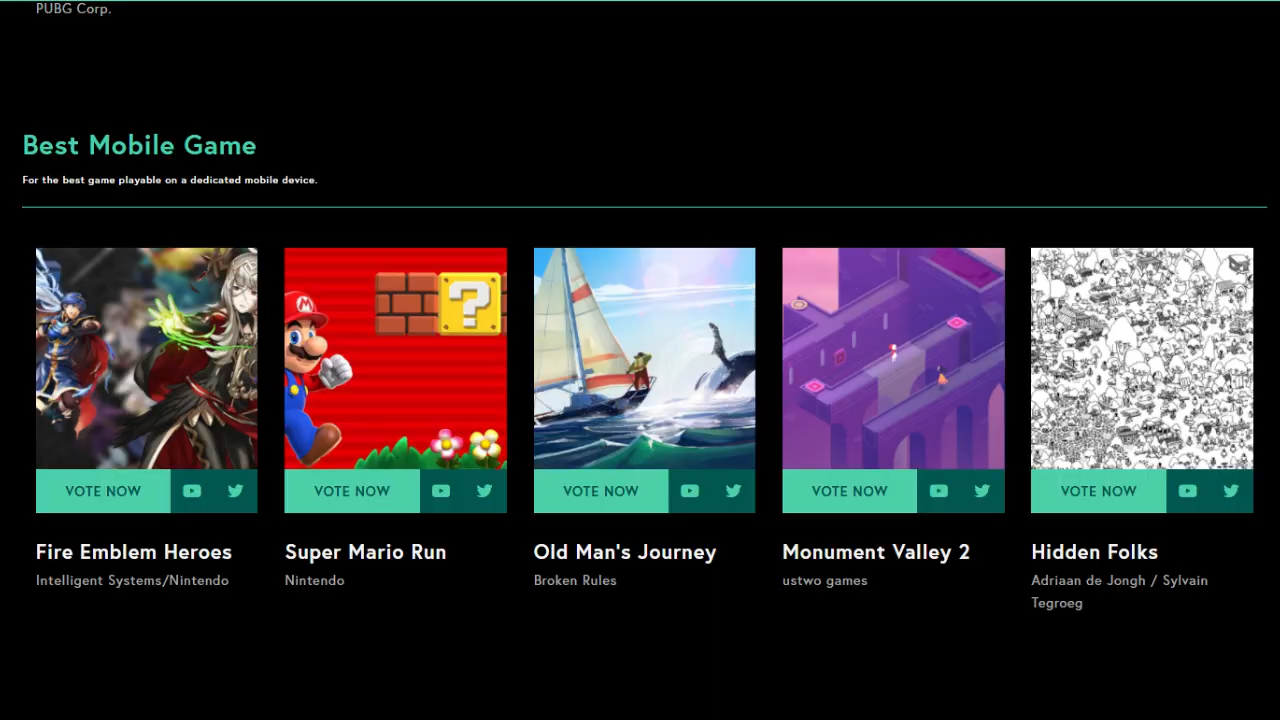 PUBG Corp.
Best Mobile Game
For the best game playable on a dedicated mobile device.
M
?
VOTE NOW
VOTE NOW
VOTE NOW
VOTE NOW
VOTE NOW
Fire Emblem Heroes
Intelligent Systems/Nintendo
Super Mario Run
Nintendo
Old Man's Journey
Broken Rules
Monument Valley 2
ustwo games
Hidden Folks
Adriaan de Jongh / Sylvain
Tegroeg